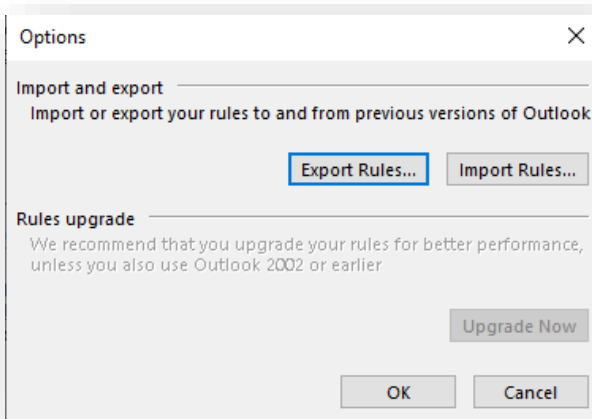 Options
Import and export
Import or export your rules to and from previous versions of Outlook
Export Rules...
Import Rules...
Rules upgrade
We recommend that you upgrade your rules for better performance,
unless you also use Outlook 2002 or earlier
Upgrade Now
OK
Cancel